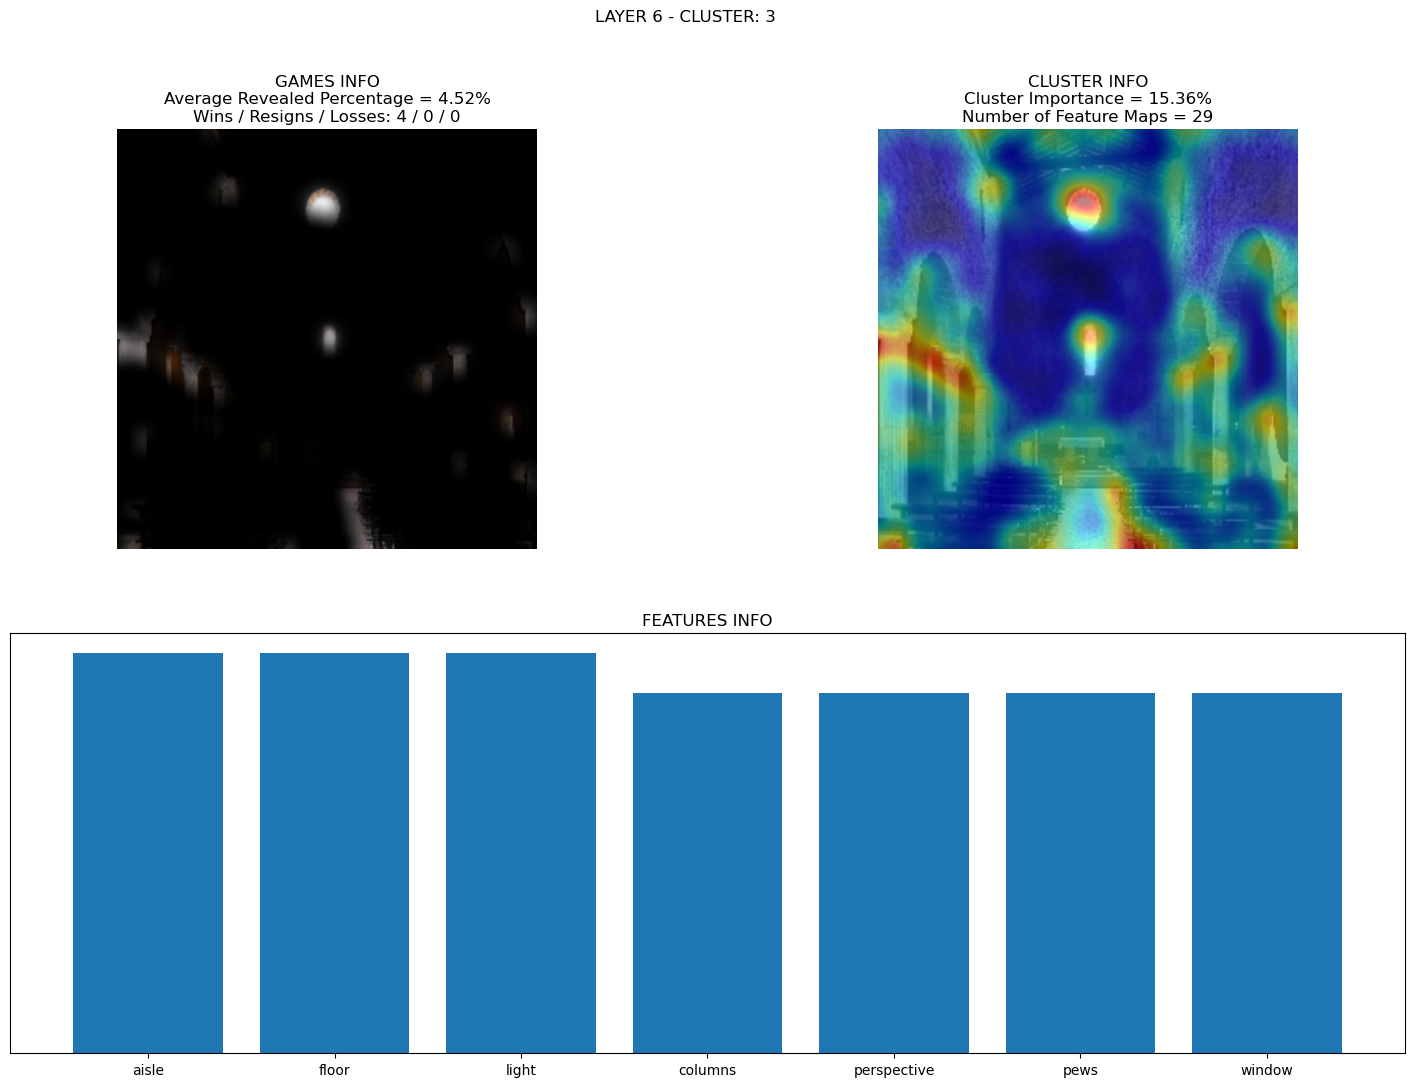 LAYER 6 - CLUSTER: 3
GAMES INFO
Average Revealed Percentage = 4.52%
Wins / Resigns / Losses: 4 / 0 / 0
CLUSTER INFO
Cluster Importance = 15.36%
Number of Feature Maps = 29
FEATURES INFO
aisle floor light columns perspective pews window